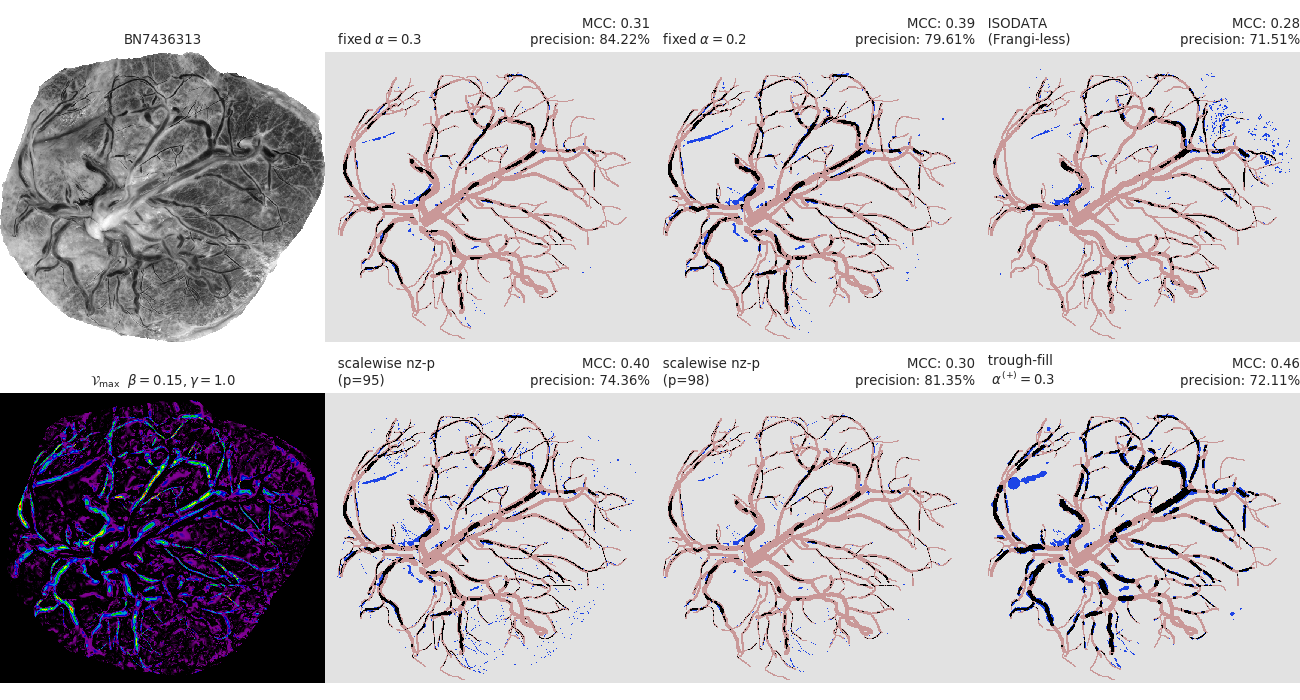 BN7436313
fixed α = 0.3
MCC: 0.31
precision: 84.22%
fixed α = 0.2
MCC: 0.39
precision: 79.61%
ISODATA
(Frangi-less)
MCC: 0.28
precision: 71.51%
𝒱max β = 0.15, γ = 1.0
scalewise nz-p
(p=95)
MCC: 0.40
precision: 74.36%
scalewise nz-p
(p=98)
MCC: 0.30
precision: 81.35%
trough-fill
α(+) = 0.3
MCC: 0.46
precision: 72.11%